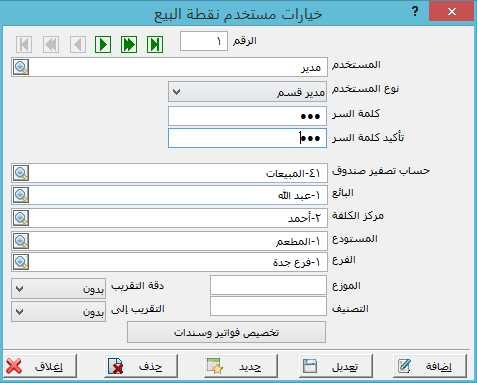 خيارات مستخدم نقطة البيع
الرقم ١
المستخدم مدير
نوع المستخدم مدير قسم
كلمة السر •••
تأكيد كلمة السر •••
حساب تصفير صندوق ٤١-المبيعات
البائع ١-عبد الله
مركز الكلفة ٢-أحمد
المستودع ١-المطعم
الفرع ١-فرع جدة
الموزع دقة التقريب بدون
التصنيف التقريب إلى بدون
تخصيص فواتير وسندات
إضافة تعديل جديد حذف إغلاق